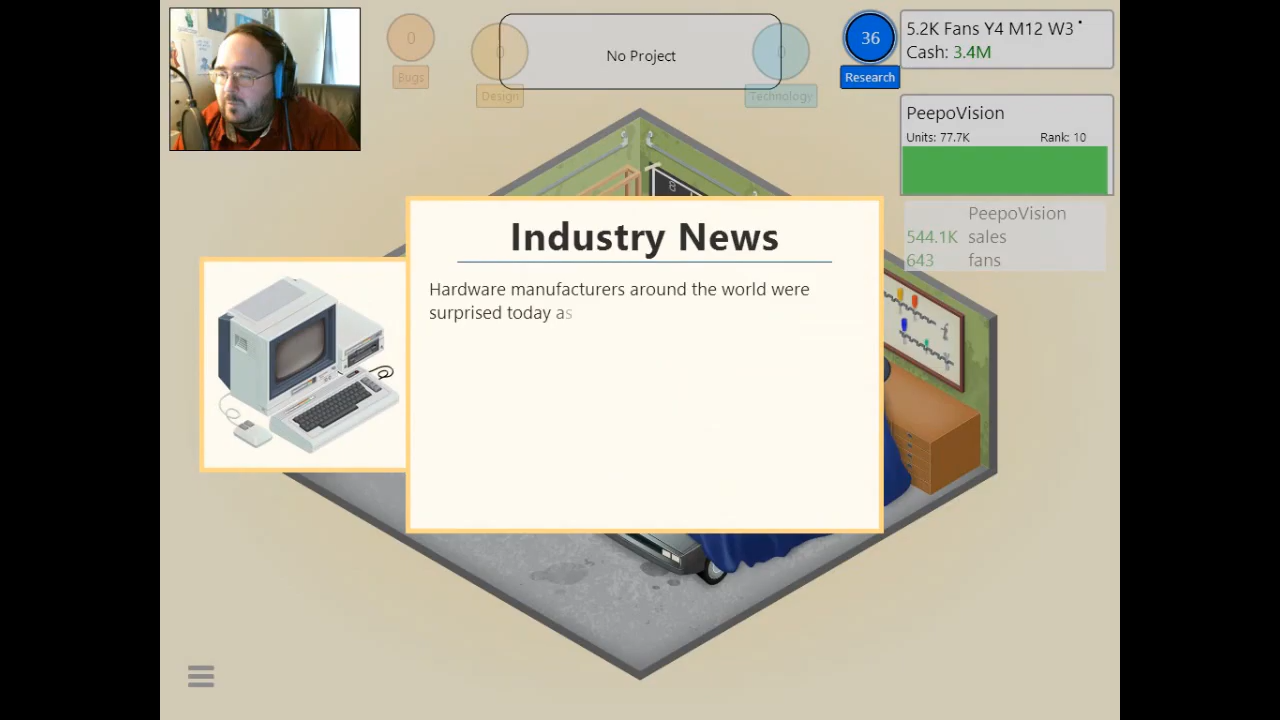 0
Bugs
0
Design
No Project
0
Technology
36
Research
5.2K Fans Y4 M12 W3
Cash: 3.4M
PeepoVision
Units: 77.7K Rank: 10
PeepoVision
544.1K sales
643 fans
Industry News
Hardware manufacturers around the world were
surprised today as